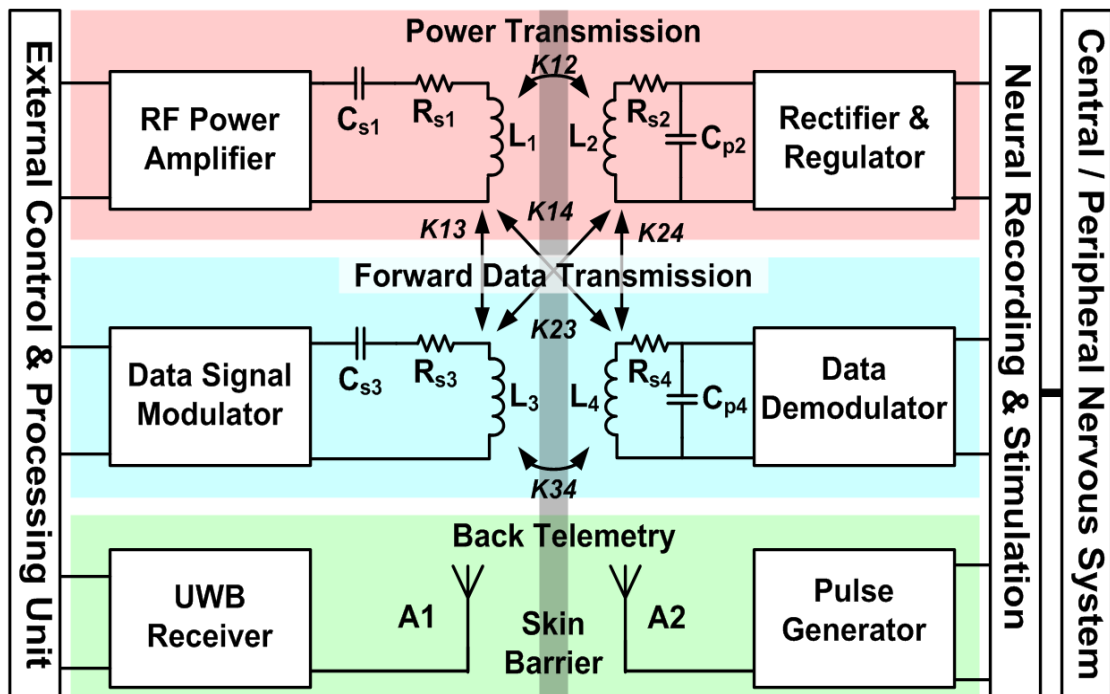 External Control & Processing Unit
Power Transmission
K12
RF Power
Amplifier
Cs1
Rs1
L1
L2
Rs2
Cp2
Rectifier &
Regulator
K13
K14
K24
Forward Data Transmission
K23
Data Signal
Modulator
Cs3
Rs3
L3
L4
Rs4
Cp4
Data
Demodulator
K34
Back Telemetry
UWB
Receiver
A1
Skin
Barrier
A2
Pulse
Generator
Neural Recording & Stimulation
Central / Peripheral Nervous System